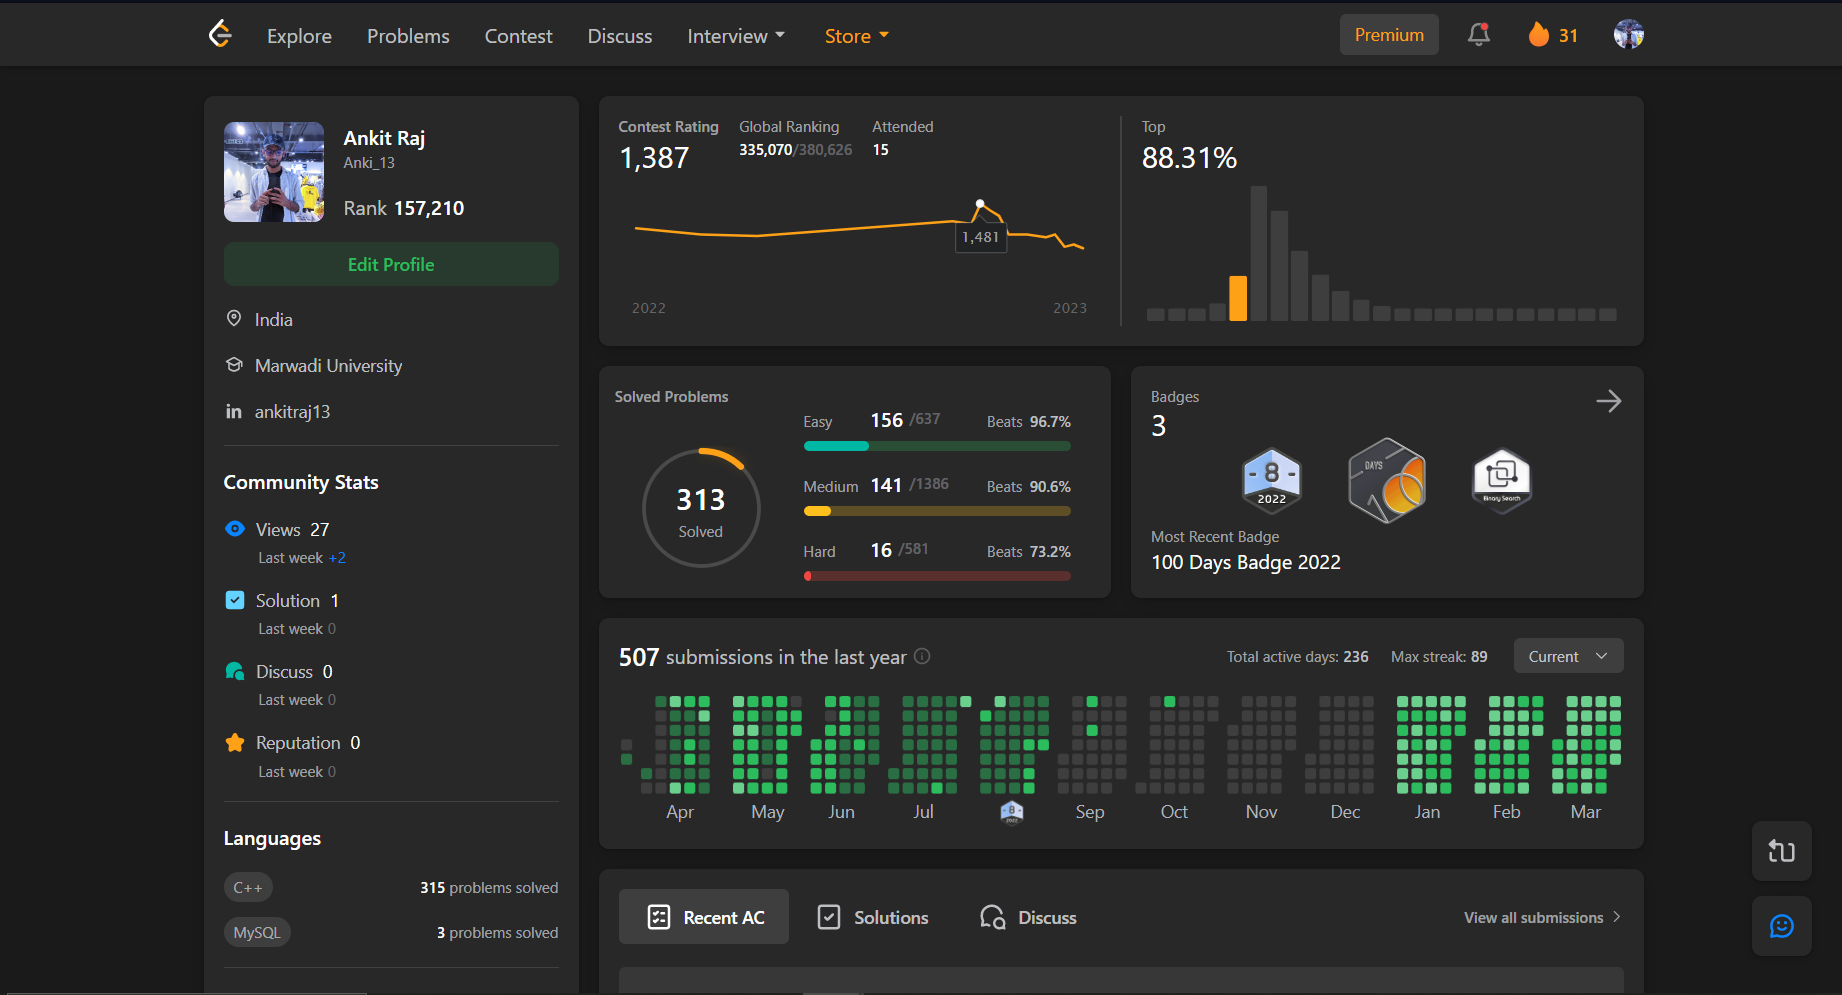 Explore Problems Contest Discuss Interview Store Premium 31
Ankit Raj
Anki_13
Rank 157,210
Edit Profile
India
Marwadi University
in ankitraj13
Community Stats
Views 27
Last week +2
Solution 1
Last week 0
Discuss 0
Last week 0
Reputation 0
Last week 0
Languages
C++ 315 problems solved
MySQL 3 problems solved
Contest Rating Global Ranking Attended
1,387 335,070/380,626 15
1,481
2022 2023
Top
88.31%
Solved Problems
313
Solved
Easy 156 /637 Beats 96.7%
Medium 141 /1386 Beats 90.6%
Hard 16 /581 Beats 73.2%
Badges
3
- 8 -
2022
DAYS
Binary Search
Most Recent Badge
100 Days Badge 2022
507 submissions in the last year Total active days: 236 Max streak: 89 Current
Apr May Jun Jul Sep Oct Nov Dec Jan Feb Mar
Recent AC Solutions Discuss View all submissions